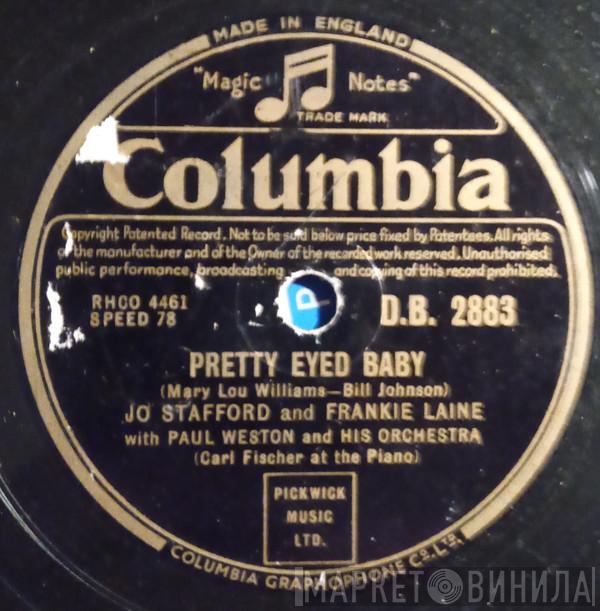 MADE IN ENGLAND
"Magic Notes"
TRADE MARK
Columbia
Copyright Patented Record. Not to be sold below price fixed by Patentees. All rights
of the manufacturer and of the Owner of the recorded work reserved. Unauthorised
public performance, broadcasting and copying of this record prohibited.
RHCO 4461
SPEED 78
D.B. 2883
P
PRETTY EYED BABY
(Mary Lou Williams—Bill Johnson)
JO STAFFORD and FRANKIE LAINE
with PAUL WESTON and HIS ORCHESTRA
(Carl Fischer at the Piano)
PICKWICK
MUSIC
LTD.
COLUMBIA GRAPHOPHONE CO. LTD.
МАРКЕТ ВИНИЛА